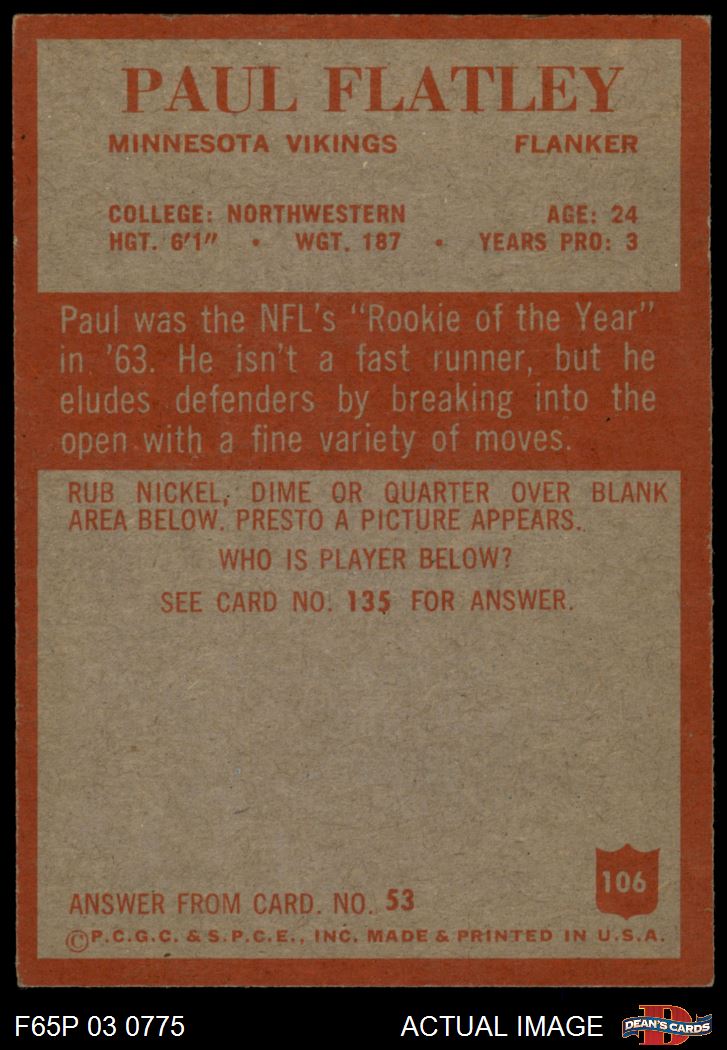 PAUL FLATLEY
MINNESOTA VIKINGS FLANKER
COLLEGE: NORTHWESTERN AGE: 24
HGT. 6'1" • WGT. 187 • YEARS PRO: 3
Paul was the NFL's "Rookie of the Year"
in '63. He isn't a fast runner, but he
eludes defenders by breaking into the
open with a fine variety of moves.
RUB NICKEL, DIME OR QUARTER OVER BLANK
AREA BELOW. PRESTO A PICTURE APPEARS.
WHO IS PLAYER BELOW?
SEE CARD NO. 135 FOR ANSWER.
106
ANSWER FROM CARD. NO. 53
©P.C.G.C. & S.P.C.E., INC. MADE & PRINTED IN U.S.A.
F65P 03 0775 ACTUAL IMAGE D DEAN'S CARDS